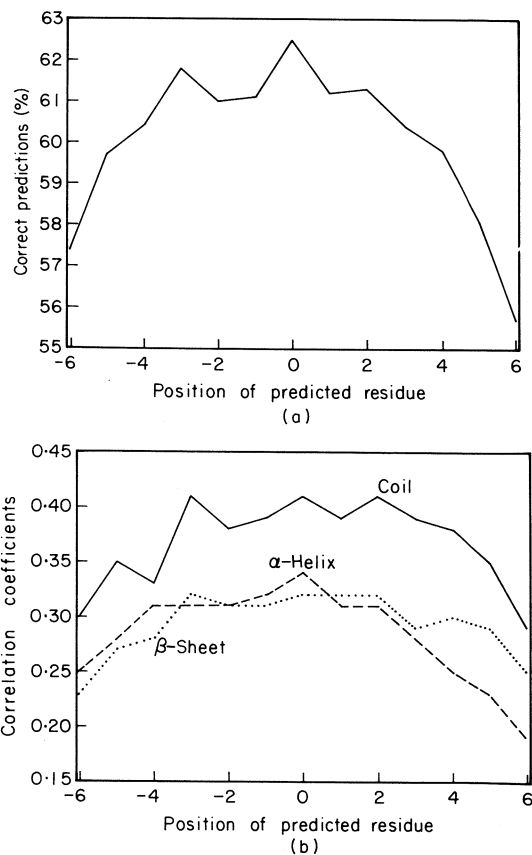 63
62
61
60
59
58
57
56
55
Correct predictions (%)
-6 -4 -2 0 2 4 6
Position of predicted residue
(a)
0·45
0·40
0·35
0·30
0·25
0·20
0·15
Correlation coefficients
Coil
α-Helix
β-Sheet
-6 -4 -2 0 2 4 6
Position of predicted residue
(b)